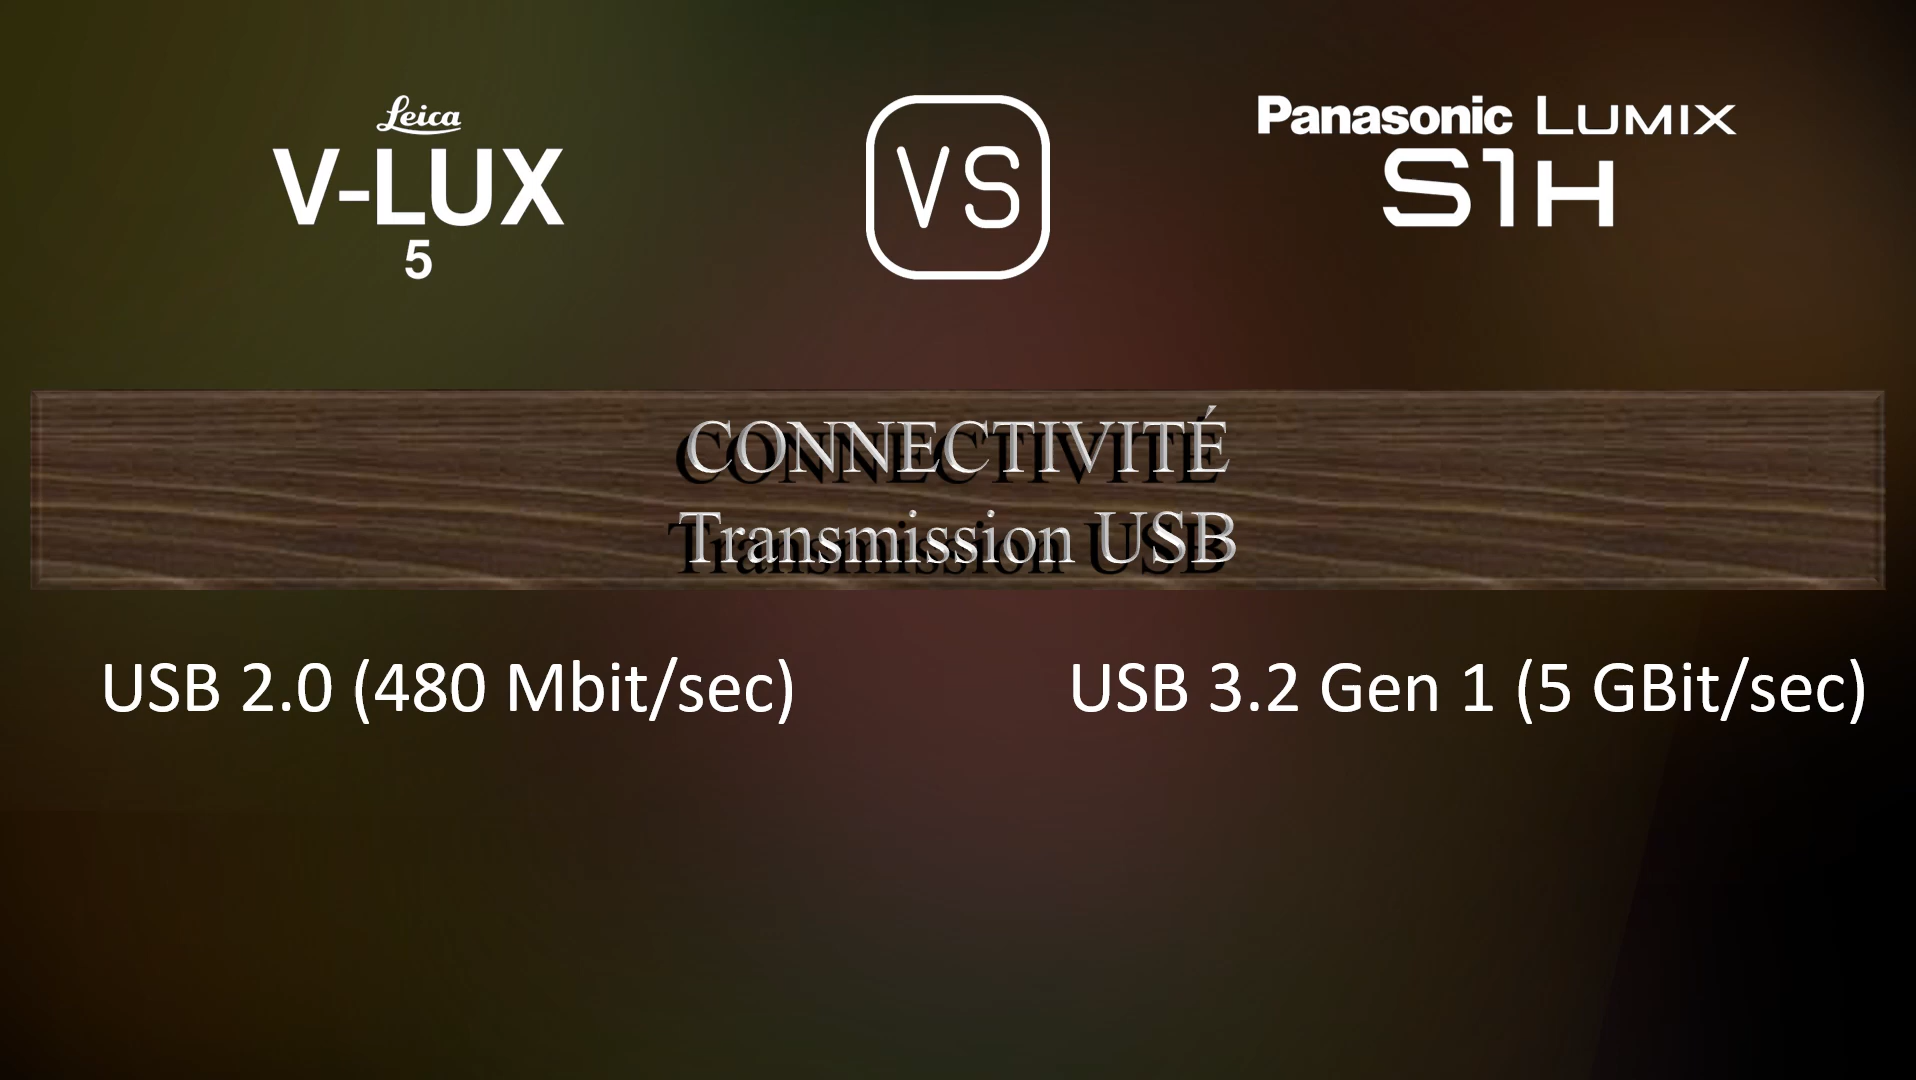 Leica
V-LUX
5
VS
Panasonic LUMIX
S1H
CONNECTIVITÉ
Transmission USB
USB 2.0 (480 Mbit/sec)
USB 3.2 Gen 1 (5 GBit/sec)